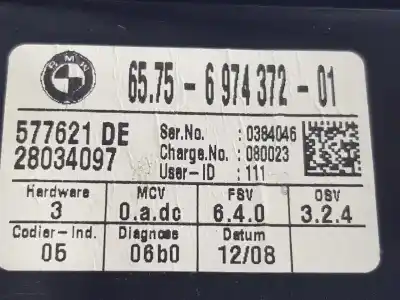 BMW
65.75 - 6 974 372 - 01
577621 DE
28034097
Ser.No. : 0384046
Charge.No. : 080023
User-ID : 111
Hardware MCV FSV OSV
3 0.a.dc 6.4.0 3.2.4
Codier-Ind. Diagnose Datum
05 06b0 12/08